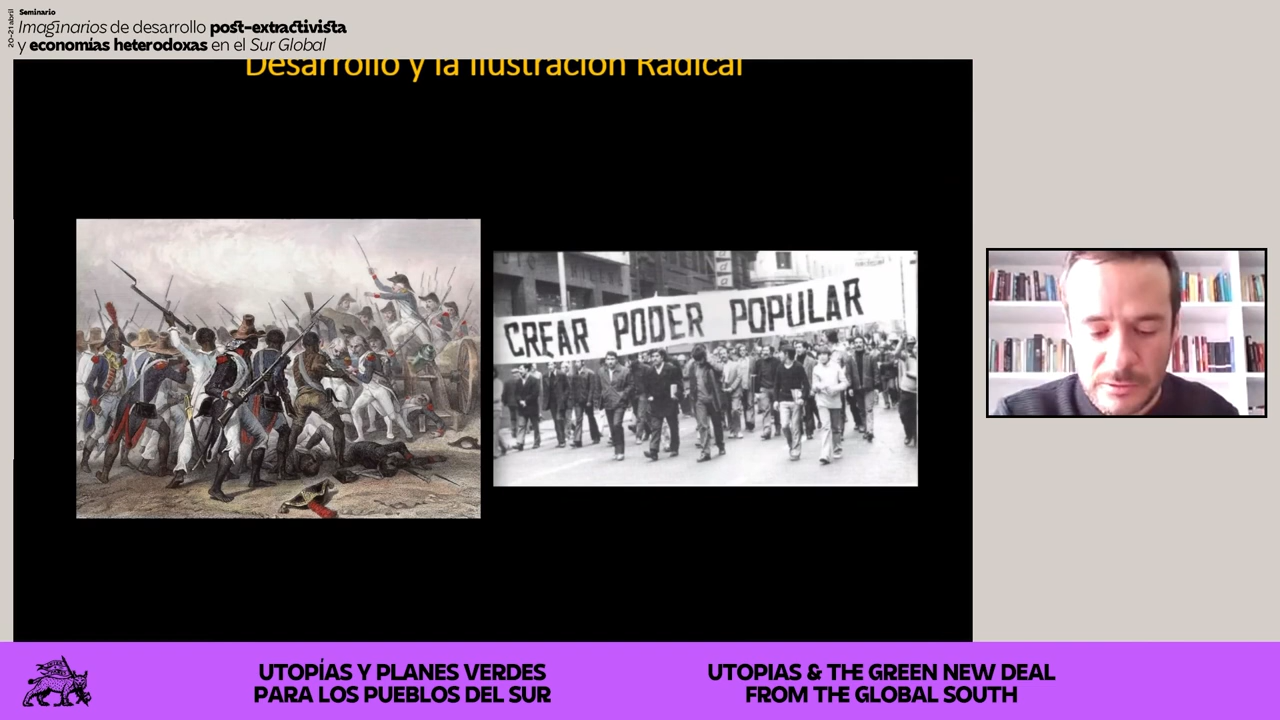 20-21 abril
Seminario
Imaginarios de desarrollo post-extractivista
y economías heterodoxas en el Sur Global
Desarrollo y la Ilustración Radical
CREAR PODER POPULAR
UTOPÍAS Y PLANES VERDES
PARA LOS PUEBLOS DEL SUR
UTOPIAS & THE GREEN NEW DEAL
FROM THE GLOBAL SOUTH